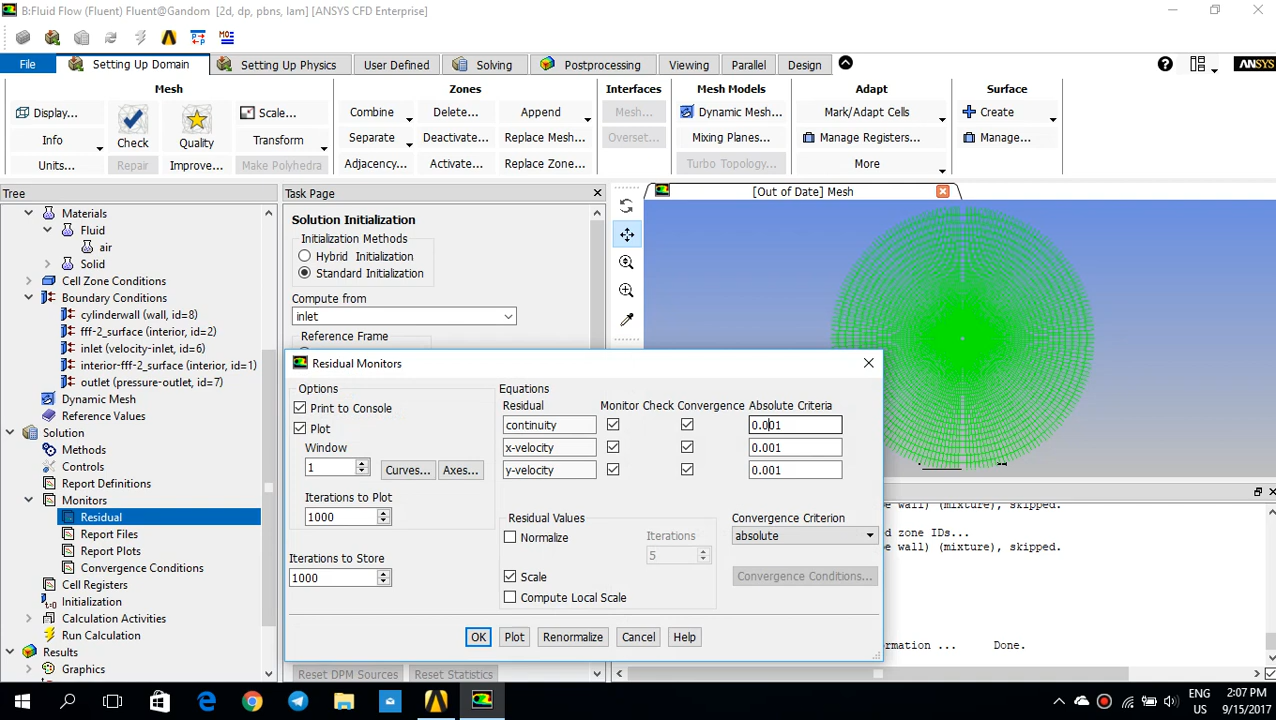 B:Fluid Flow (Fluent) Fluent@Gandom [2d, dp, pbns, lam] [ANSYS CFD Enterprise]
File
Setting Up Domain
Setting Up Physics
User Defined
Solving
Postprocessing
Viewing
Parallel
Design
ANSYS
Mesh
Zones
Interfaces
Mesh Models
Adapt
Surface
Display...
Scale...
Combine
Delete...
Append
Mesh...
Dynamic Mesh...
Mark/Adapt Cells
Create
Info
Check
Quality
Transform
Separate
Deactivate...
Replace Mesh...
Overset...
Mixing Planes...
Manage Registers...
Manage...
Units...
Repair
Improve...
Make Polyhedra
Adjacency...
Activate...
Replace Zone...
Turbo Topology...
More
Tree
Task Page
[Out of Date] Mesh
Materials
Fluid
air
Solid
Cell Zone Conditions
Boundary Conditions
cylinderwall (wall, id=8)
fff-2_surface (interior, id=2)
inlet (velocity-inlet, id=6)
interior-fff-2_surface (interior, id=1)
outlet (pressure-outlet, id=7)
Dynamic Mesh
Reference Values
Solution
Methods
Controls
Report Definitions
Monitors
Residual
Report Files
Report Plots
Convergence Conditions
Cell Registers
Initialization
Calculation Activities
Run Calculation
Results
Graphics
Solution Initialization
Initialization Methods
Hybrid Initialization
Standard Initialization
Compute from
inlet
Reference Frame
Residual Monitors
Options
Print to Console
Plot
Window
1
Curves...
Axes...
Iterations to Plot
1000
Iterations to Store
1000
Equations
Residual
Monitor Check Convergence
Absolute Criteria
continuity
0.001
x-velocity
0.001
y-velocity
0.001
Residual Values
Convergence Criterion
Normalize
Iterations
5
absolute
Scale
Convergence Conditions...
Compute Local Scale
OK
Plot
Renormalize
Cancel
Help
Reset DPM Sources
Reset Statistics
wall) (mixture), skipped.
zone IDs...
wall) (mixture), skipped.
... Done.
ENG
US
2:07 PM
9/15/2017